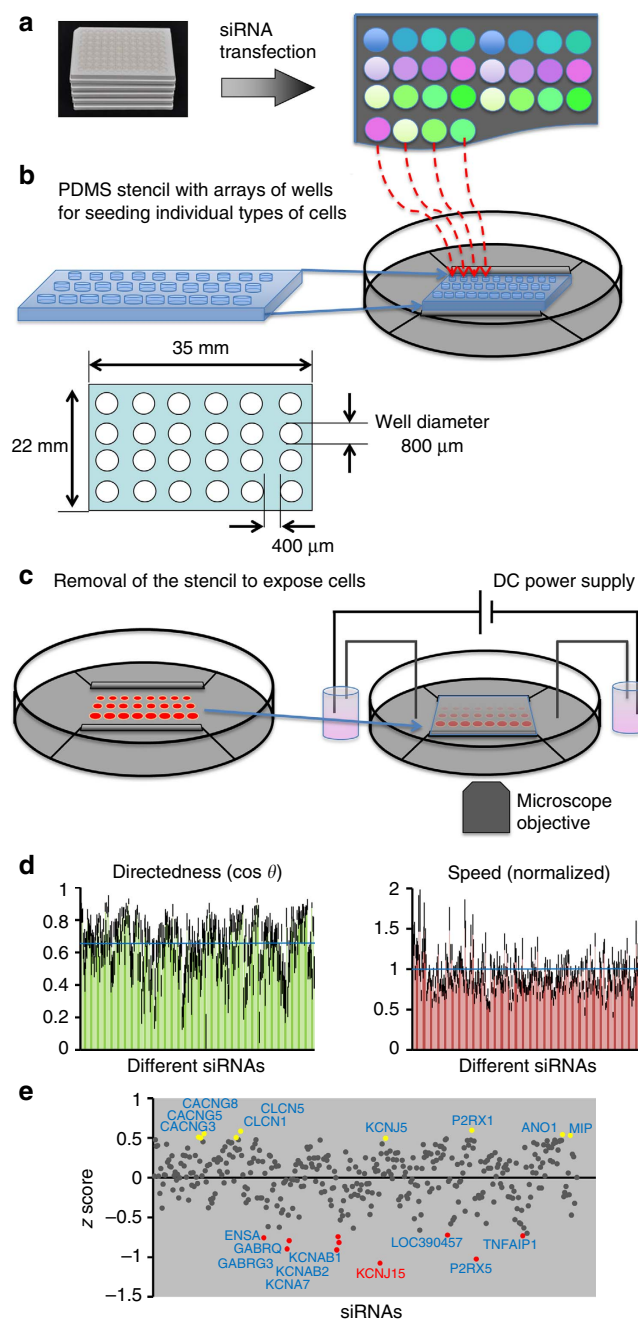 a
siRNA
transfection
b
PDMS stencil with arrays of wells
for seeding individual types of cells
35 mm
22 mm
Well diameter
800 μm
400 μm
c
Removal of the stencil to expose cells
DC power supply
Microscope
objective
d
Directedness (cos θ)
1
0.8
0.6
0.4
0.2
0
Different siRNAs
Speed (normalized)
2
1.5
1
0.5
0
Different siRNAs
e
z score
1
0.5
0
−0.5
−1
−1.5
CACNG8
CACNG5
CACNG3
CLCN5
CLCN1
KCNJ5
P2RX1
ANO1
MIP
ENSA
GABRQ
GABRG3
KCNAB1
KCNAB2
KCNA7
KCNJ15
LOC390457
P2RX5
TNFAIP1
siRNAs